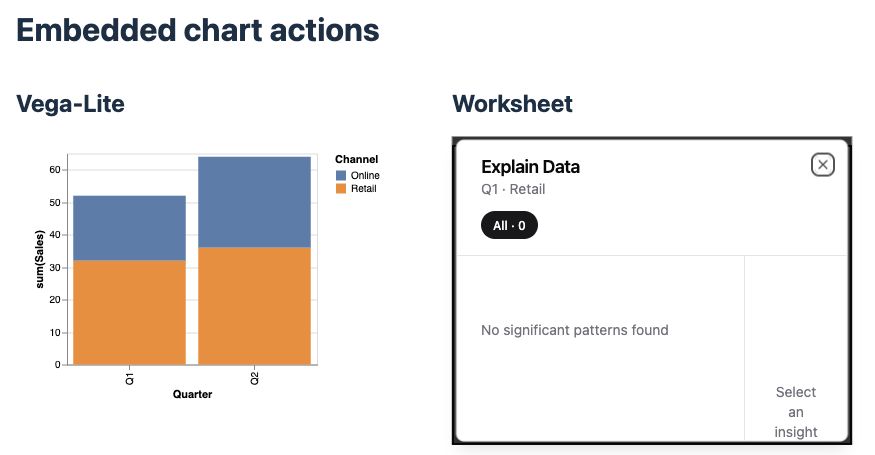 Embedded chart actions
Vega-Lite
sum(Sales)
60
50
40
30
20
10
0
Q1
Q2
Quarter
Channel
Online
Retail
Worksheet
Explain Data
Q1 · Retail
All · 0
No significant patterns found
Select
an
insight